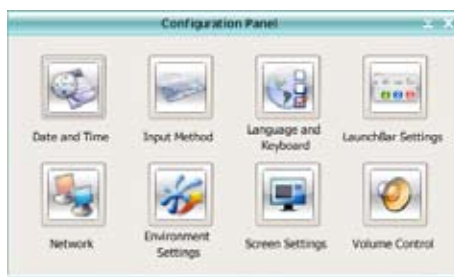 Configuration Panel
Date and Time
Input Method
Language and
Keyboard
LaunchBar Settings
Network
Environment
Settings
Screen Settings
Volume Control